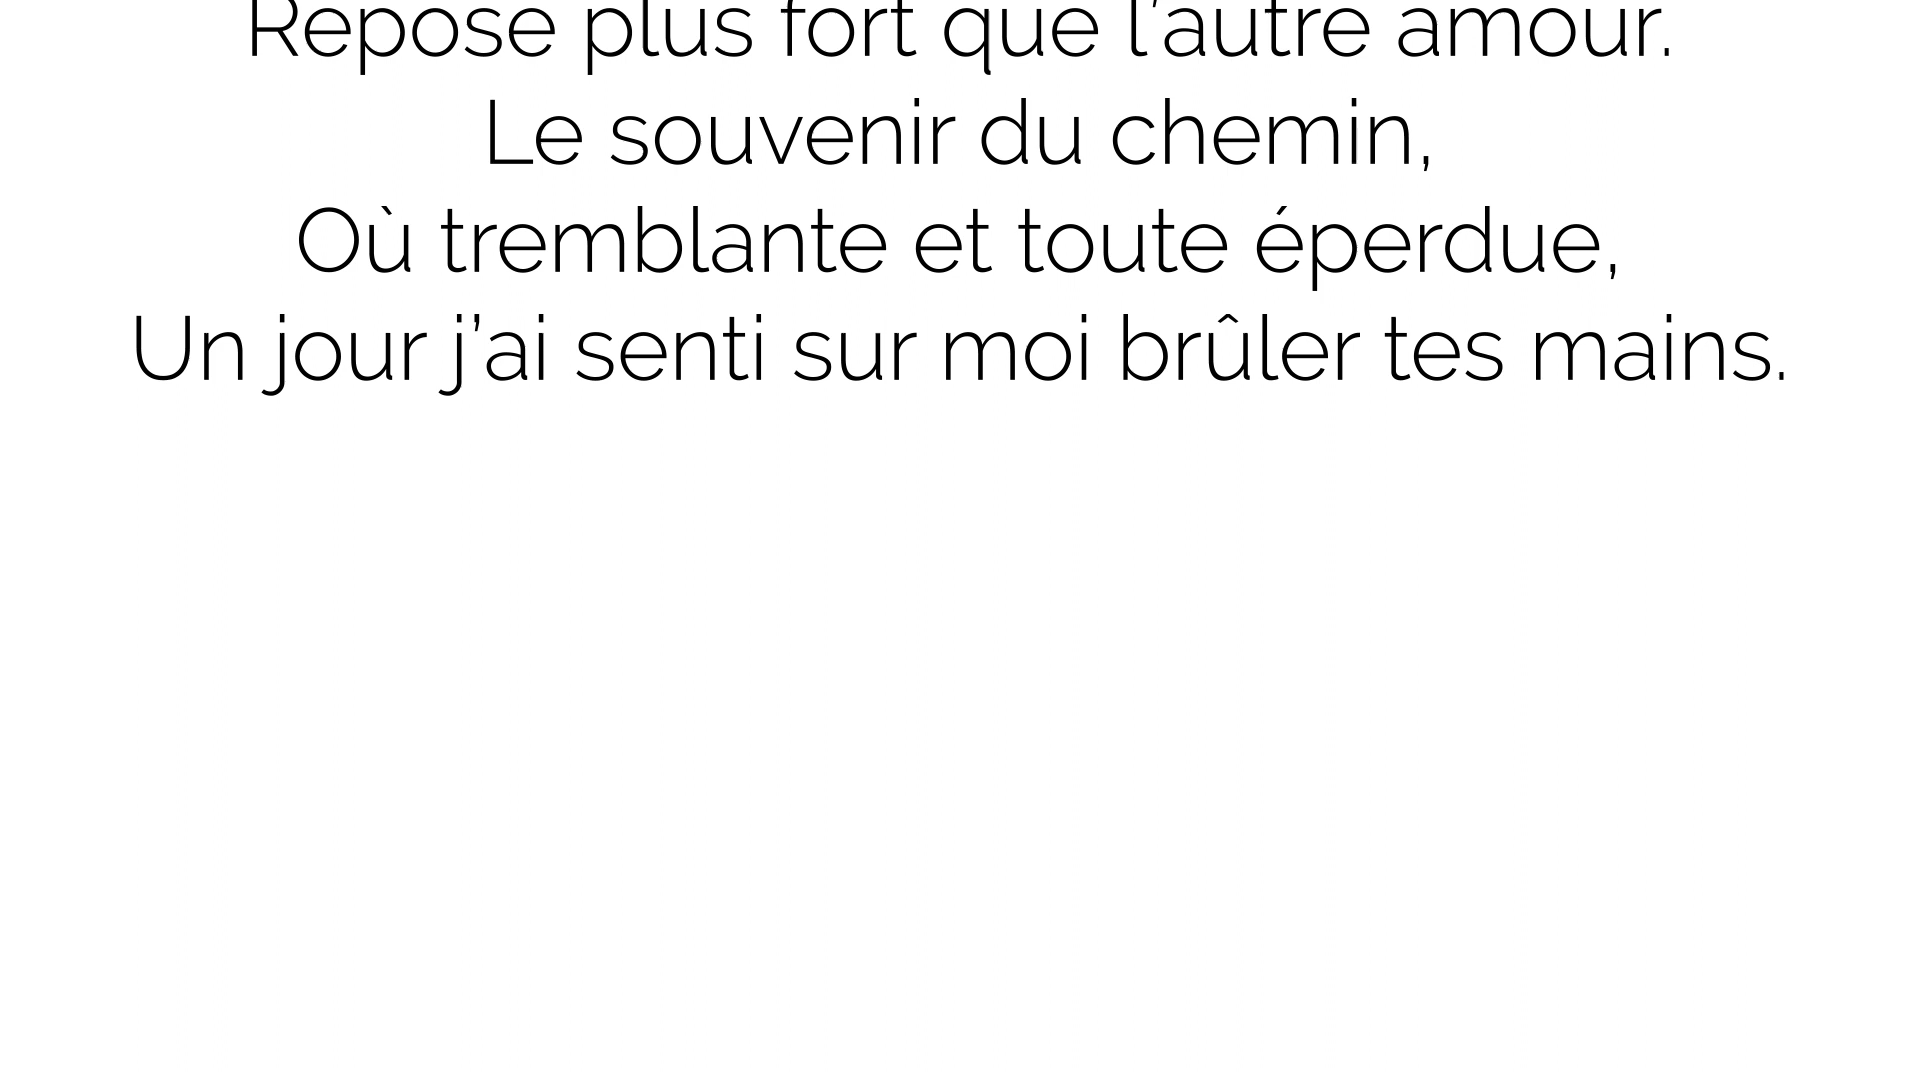 Repose plus fort que l’autre amour.
Le souvenir du chemin,
Où tremblante et toute éperdue,
Un jour j’ai senti sur moi brûler tes mains.